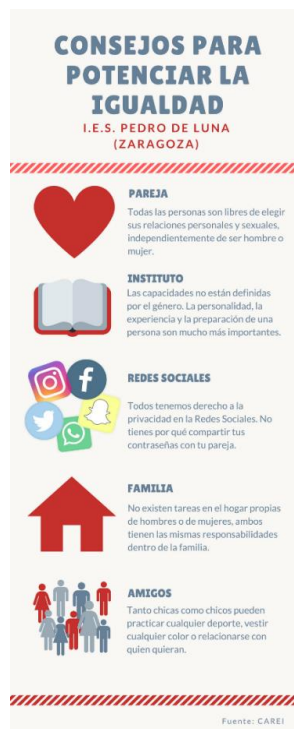 CONSEJOS PARA
POTENCIAR LA
IGUALDAD
I.E.S. PEDRO DE LUNA
(ZARAGOZA)
PAREJA
Todas las personas son libres de elegir
sus relaciones personales y sexuales,
independientemente de ser hombre o
mujer.
INSTITUTO
Las capacidades no están definidas
por el género. La personalidad, la
experiencia y la preparación de una
persona son mucho más importantes.
REDES SOCIALES
Todos tenemos derecho a la
privacidad en la Redes Sociales. No
tienes por qué compartir tus
contraseñas con tu pareja.
FAMILIA
No existen tareas en el hogar propias
de hombres o de mujeres, ambos
tienen las mismas responsabilidades
dentro de la familia.
AMIGOS
Tanto chicas como chicos pueden
practicar cualquier deporte, vestir
cualquier color o relacionarse con
quien quieran.
Fuente: CAREI